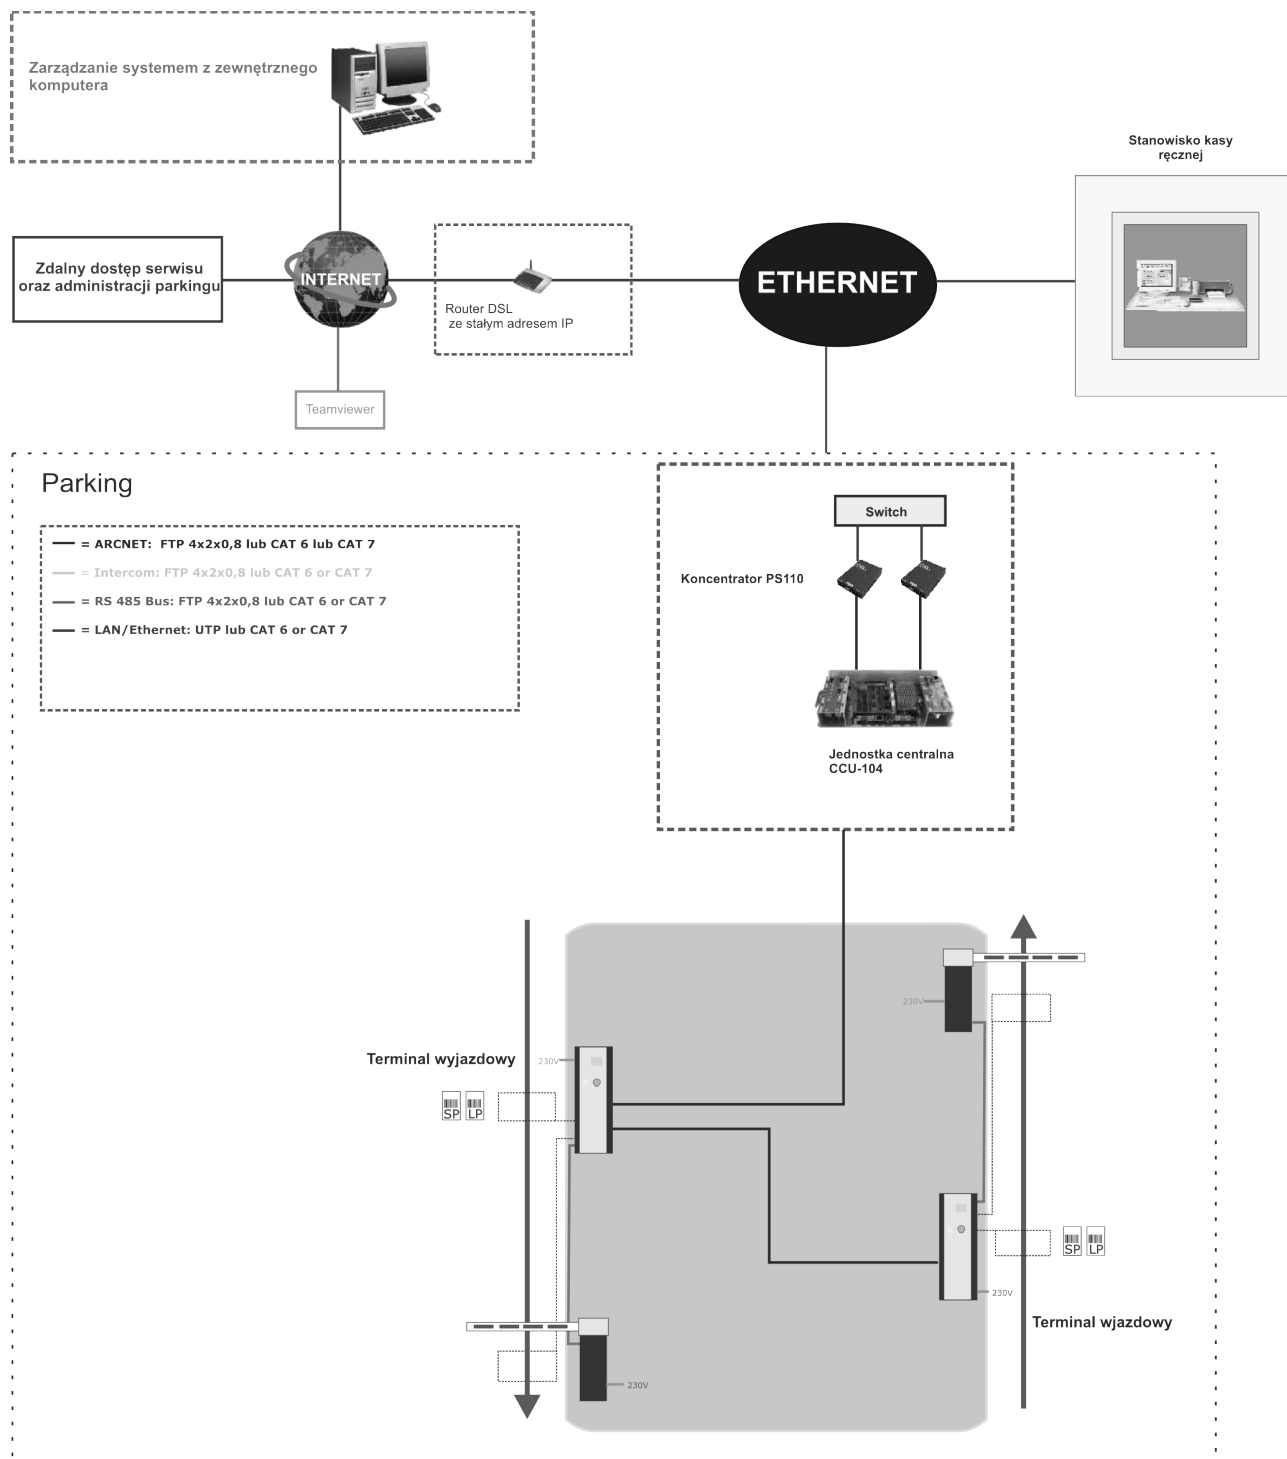 Zarządzanie systemem z zewnętrznego
komputera
Stanowisko kasy
ręcznej
Zdalny dostęp serwisu
oraz administracji parkingu
INTERNET
Router DSL
ze stałym adresem IP
ETHERNET
Teamviewer
Parking
= ARCNET: FTP 4x2x0,8 lub CAT 6 lub CAT 7
= Intercom: FTP 4x2x0,8 lub CAT 6 or CAT 7
= RS 485 Bus: FTP 4x2x0,8 lub CAT 6 or CAT 7
= LAN/Ethernet: UTP lub CAT 6 or CAT 7
Switch
Koncentrator PS110
Jednostka centralna
CCU-104
230V
Terminal wyjazdowy
230V
SP LP
SP LP
230V
Terminal wjazdowy
230V